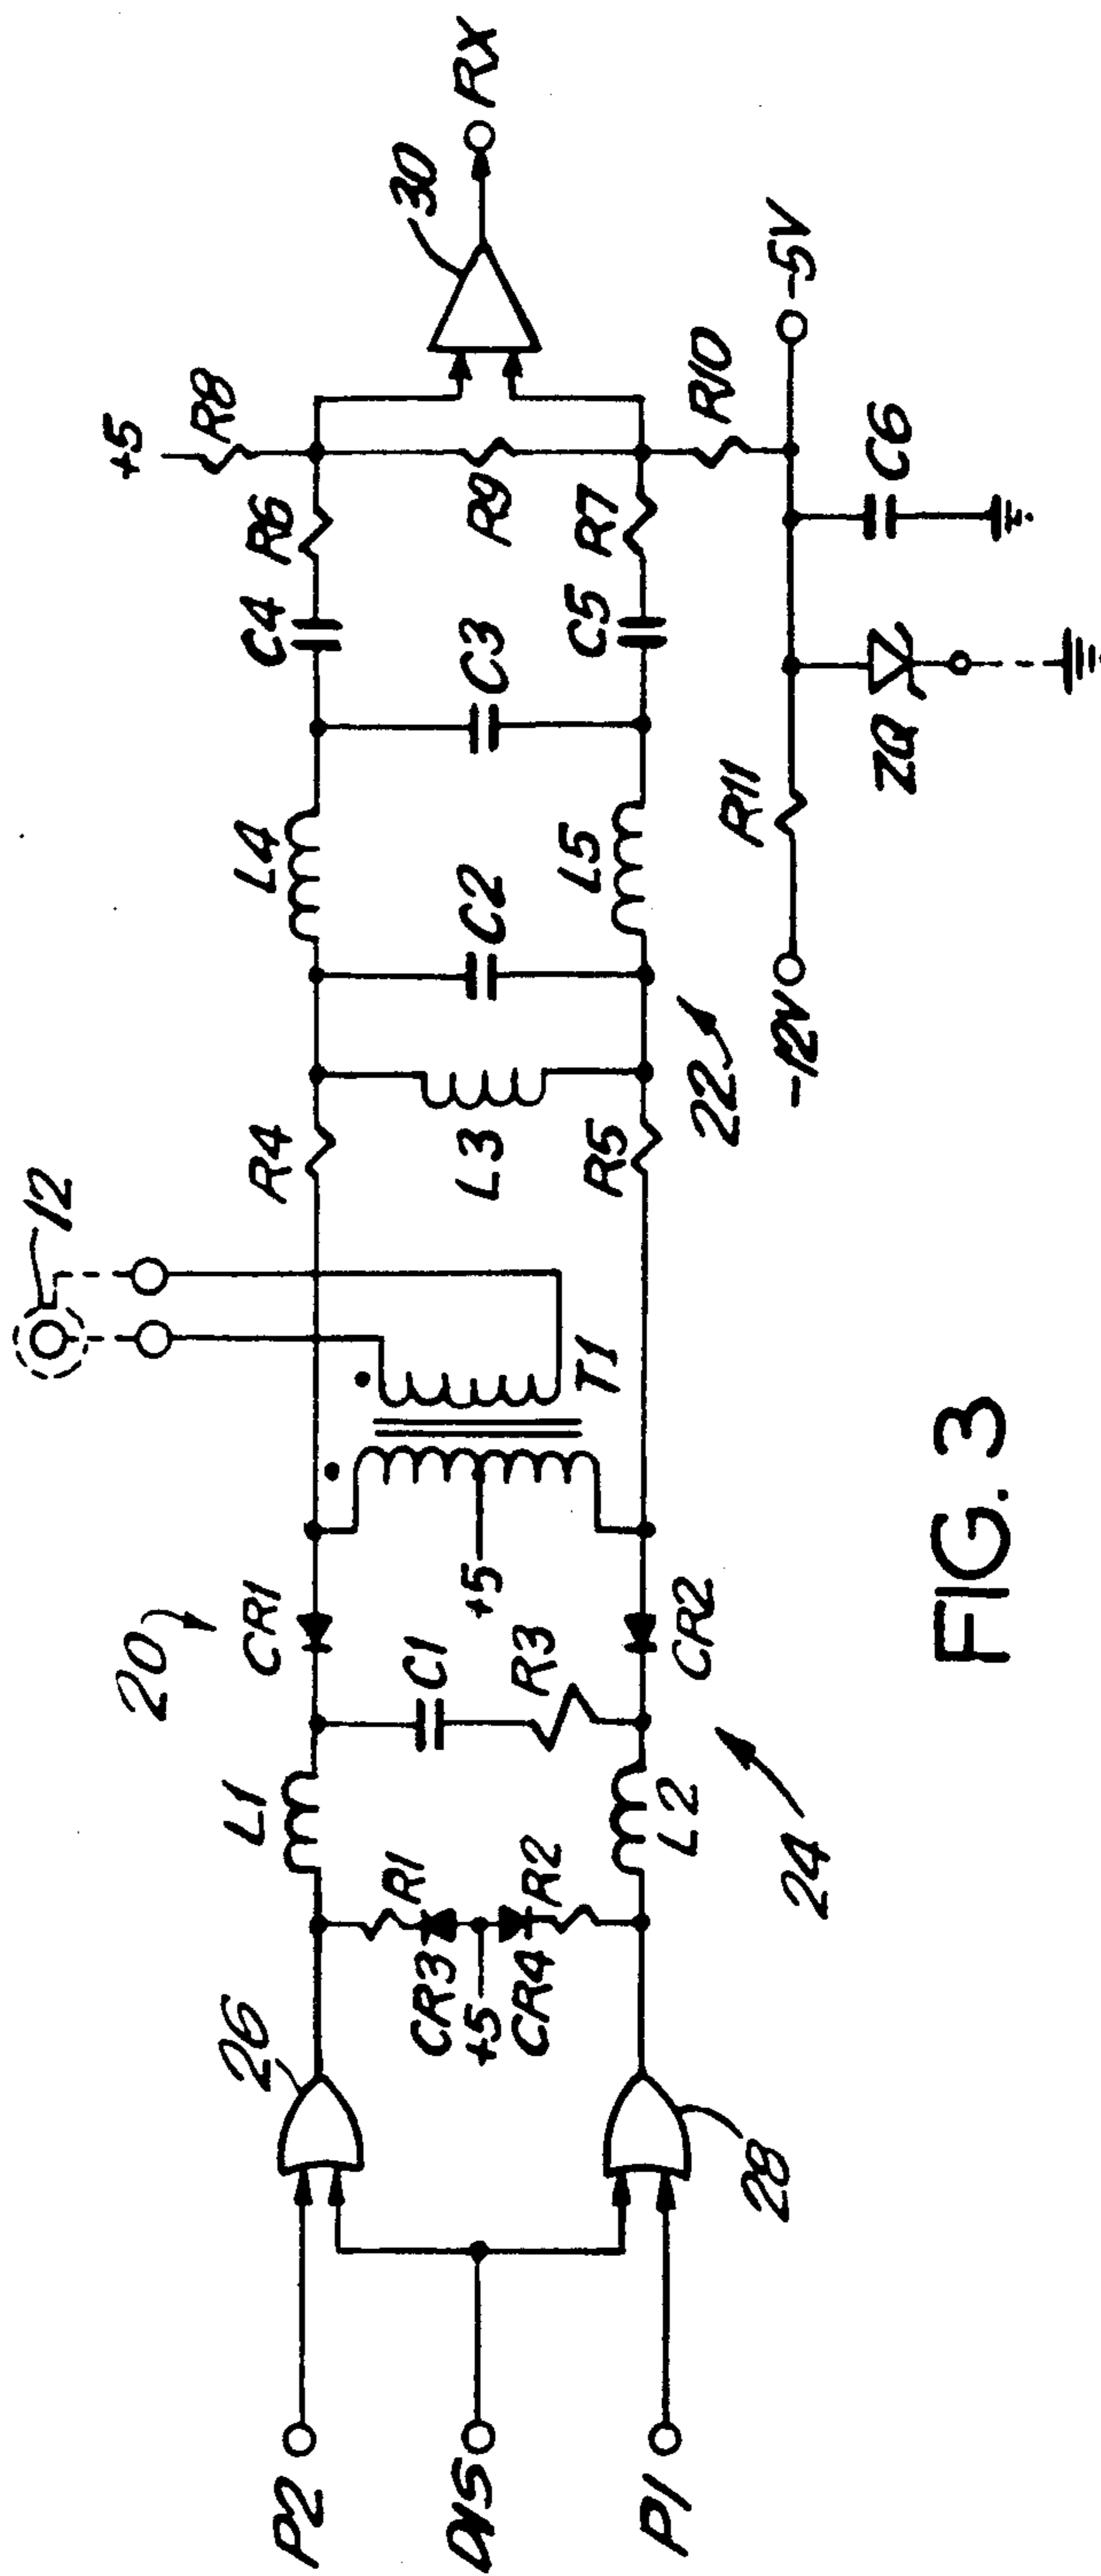 12
20
CR1
R4
L4
C4
R6
+5
R8
30
RX
L1
C1
R3
+5
T1
L3
C2
C3
R9
26
R1
CR3
+5
CR4
R2
L2
CR2
R5
L5
C5
R7
R10
P2
DIS
P1
28
24
22
-12V
R11
ZQ
C6
-5V
FIG. 3